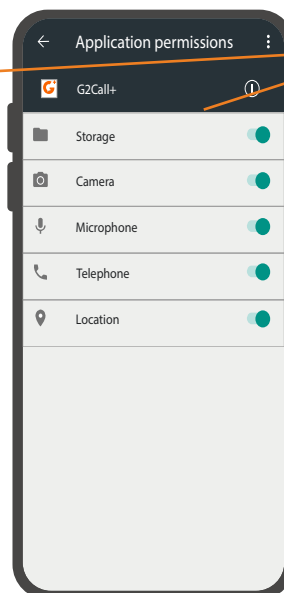 Application permissions
G2Call+
Storage
Camera
Microphone
Telephone
Location